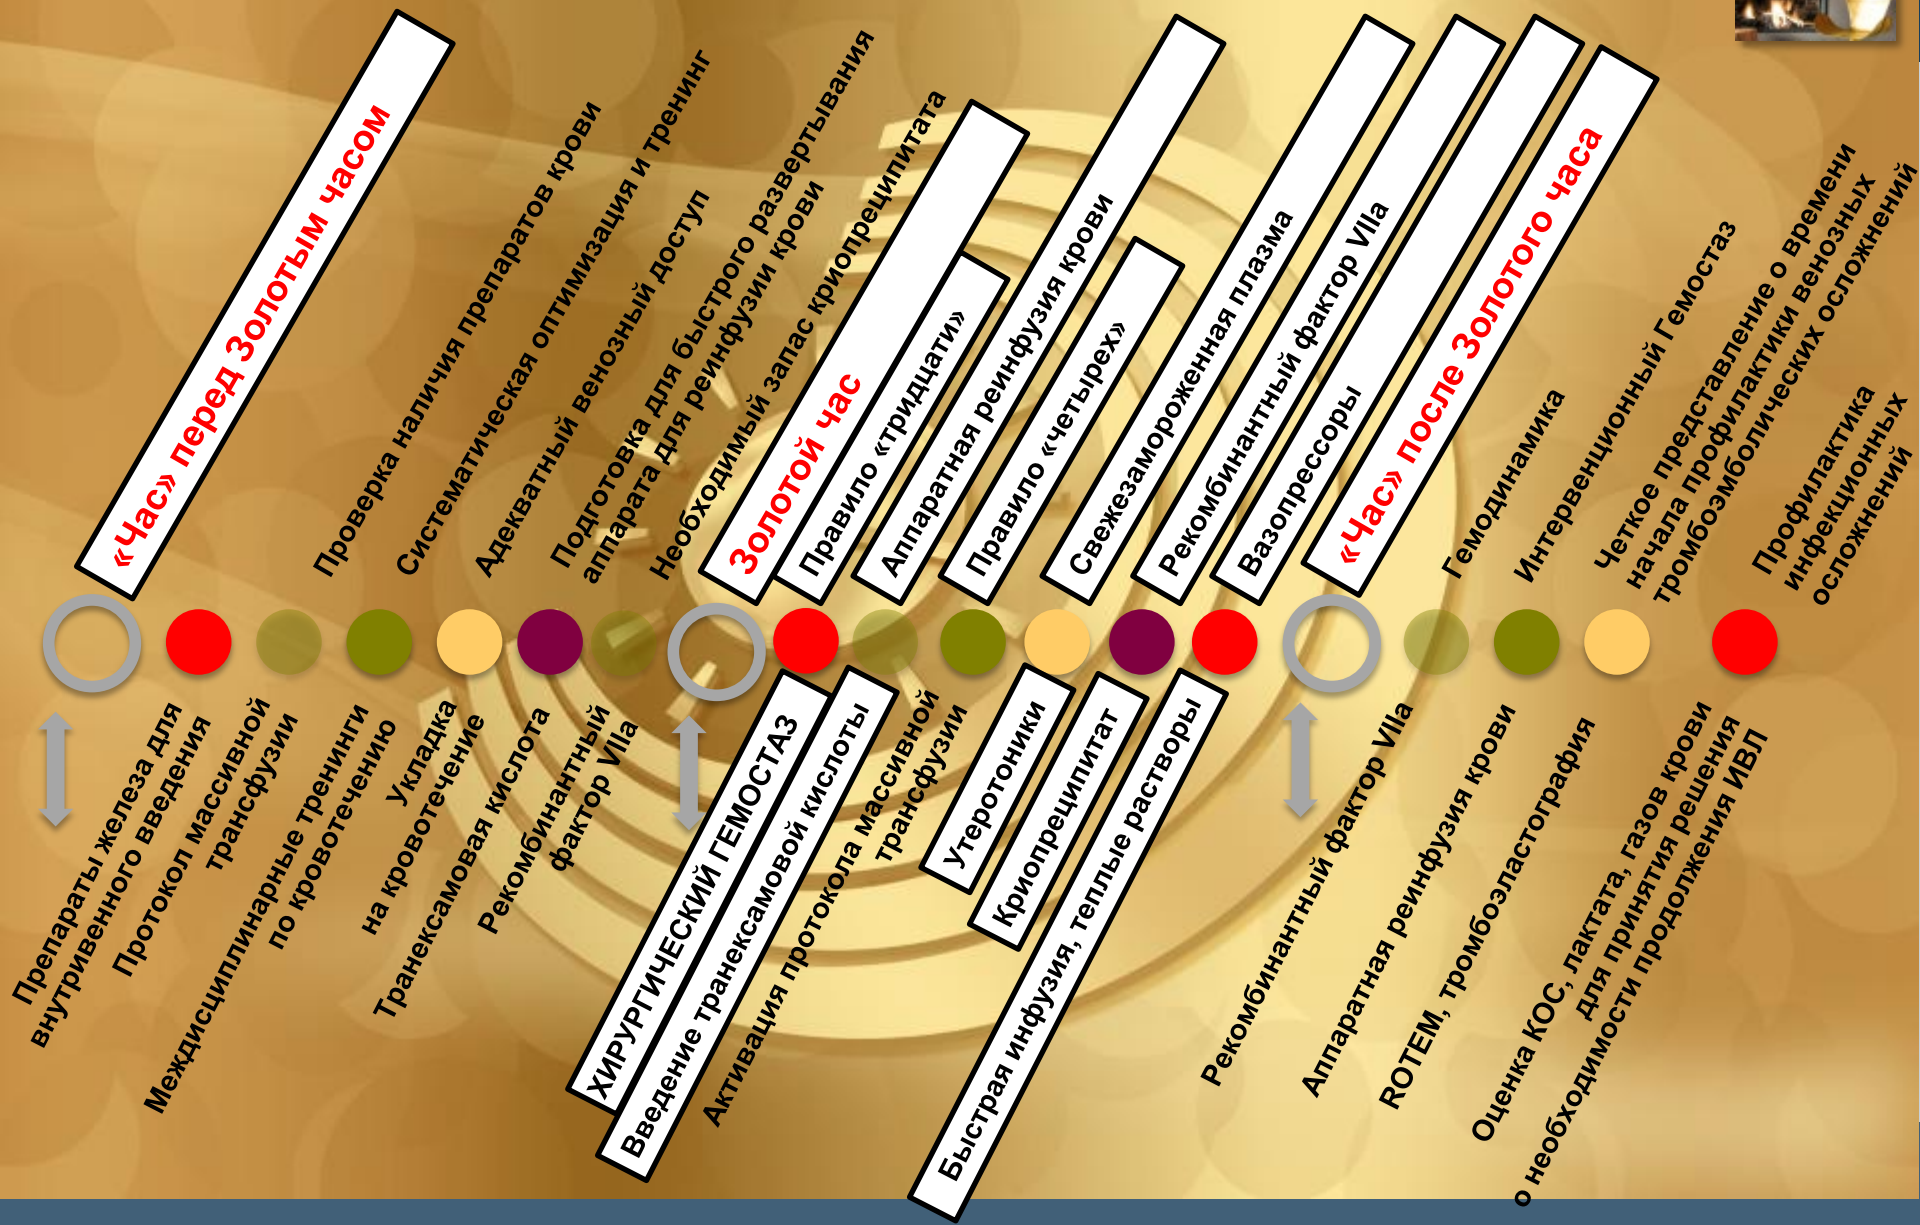 «Час» перед Золотым часом
Проверка наличия препаратов крови
Систематическая оптимизация и тренинг
Адекватный венозный доступ
Подготовка для быстрого развертывания
аппарата для реинфузии крови
Необходимый запас криопреципитата
Золотой час
Правило «тридцати»
Аппаратная реинфузия крови
Правило «четырех»
Свежезамороженная плазма
Рекомбинантный фактор VIIa
Вазопрессоры
«Час» после Золотого часа
Гемодинамика
Интервенционный Гемостаз
Четкое представление о времени
начала профилактики венозных
тромбоэмболических осложнений
Профилактика
инфекционных
осложнений
Препараты железа для
внутривенного введения
Протокол массивной
трансфузии
Междисциплинарные тренинги
по кровотечению
Укладка
на кровотечение
Транексамовая кислота
Рекомбинантный
фактор VIIa
ХИРУРГИЧЕСКИЙ ГЕМОСТАЗ
Введение транексамовой кислоты
Активация протокола массивной
трансфузии
Утеротоники
Криопреципитат
Быстрая инфузия, теплые растворы
Рекомбинантный фактор VIIa
Аппаратная реинфузия крови
ROTEM, тромбоэластография
Оценка КОС, лактата, газов крови
для принятия решения
о необходимости продолжения ИВЛ